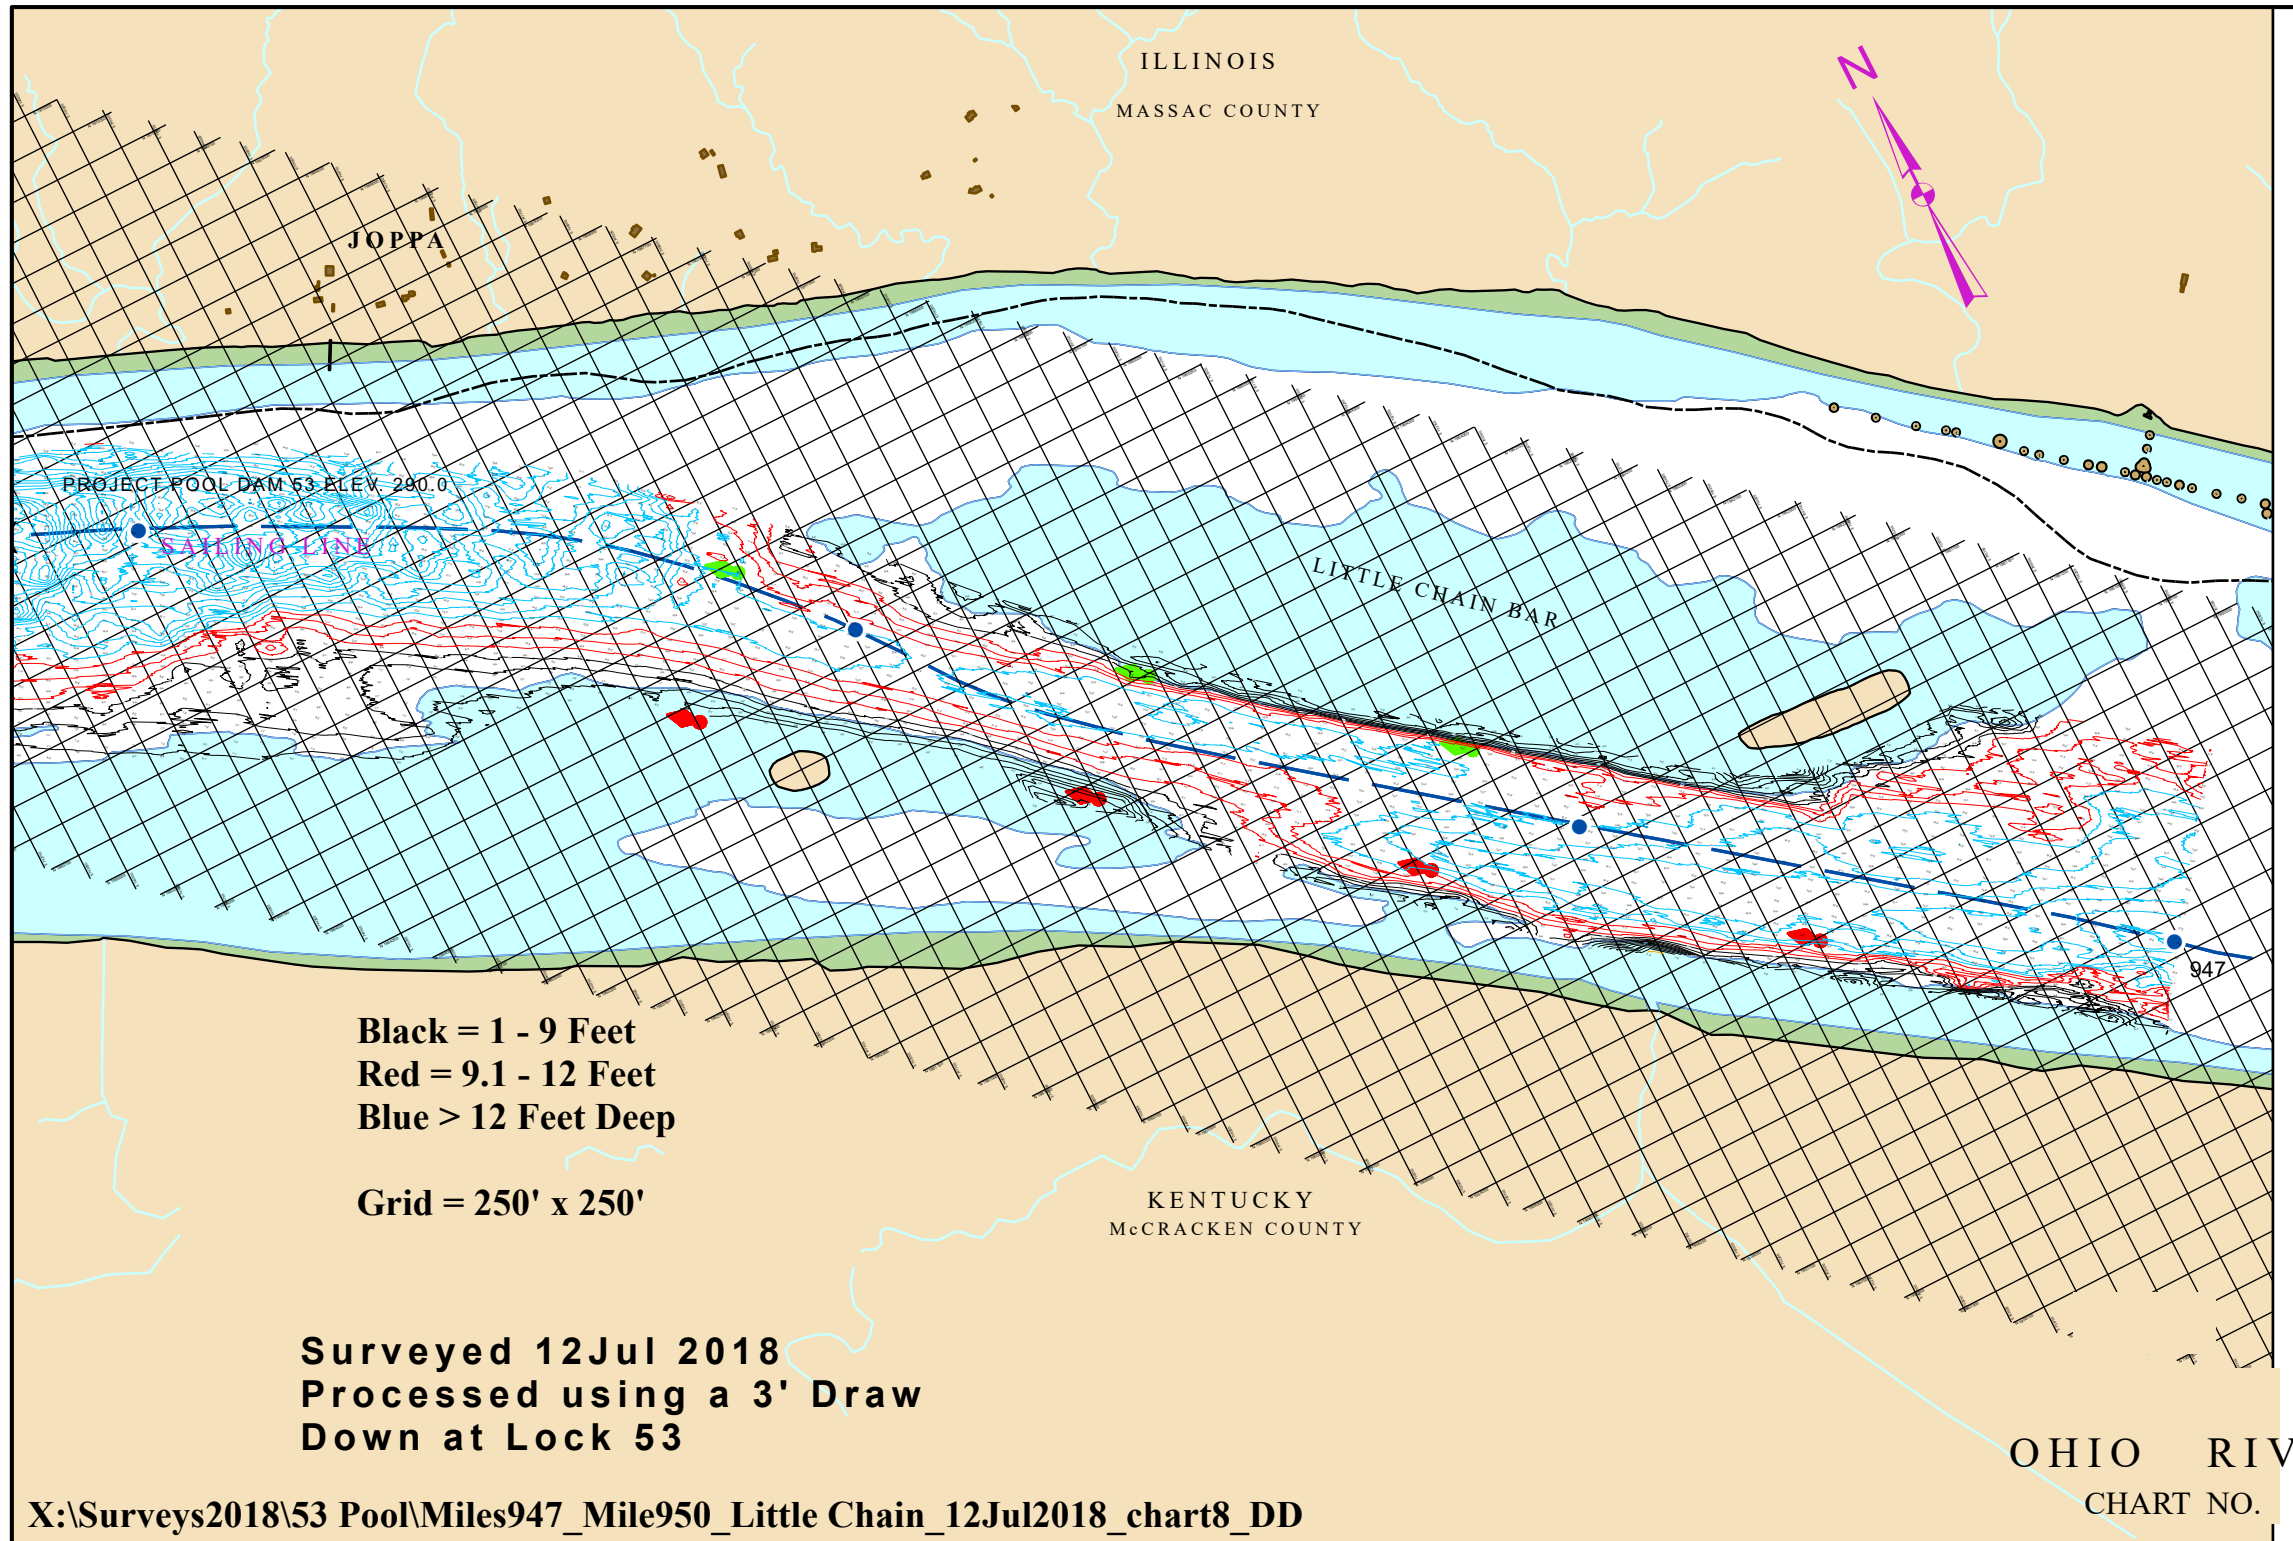 ILLINOIS
MASSAC COUNTY
N
JOPPA
PROJECT POOL DAM 53 ELEV. 290.0
SAILING LINE
LITTLE CHAIN BAR
947
Black = 1 - 9 Feet
Red = 9.1 - 12 Feet
Blue > 12 Feet Deep
Grid = 250' x 250'
KENTUCKY
McCRACKEN COUNTY
Surveyed 12Jul 2018
Processed using a 3' Draw
Down at Lock 53
OHIO RIV
CHART NO.
X:\Surveys2018\53 Pool\Miles947_Mile950_Little Chain_12Jul2018_chart8_DD